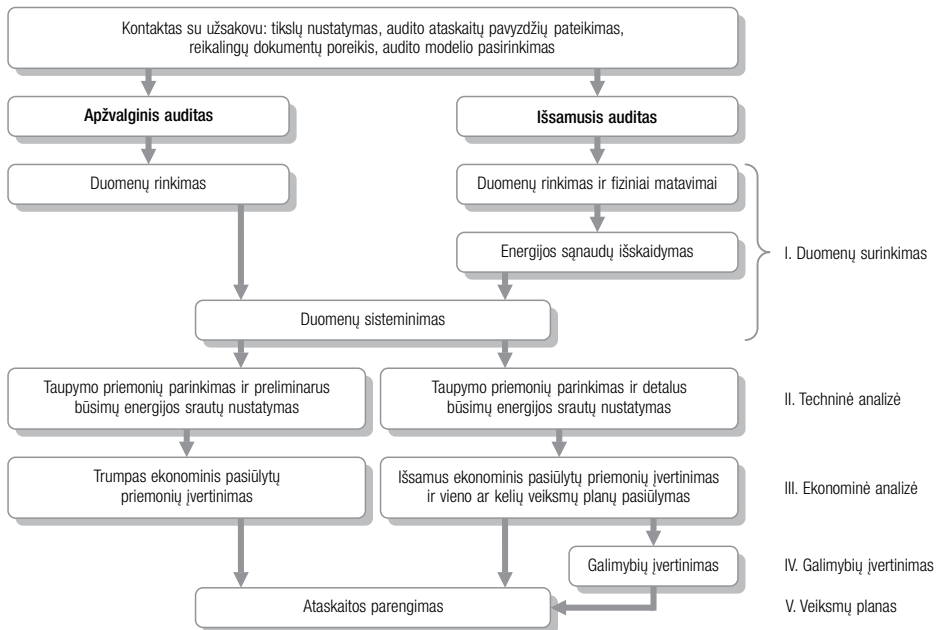 Kontaktas su užsakovu: tikslų nustatymas, audito ataskaitų pavyzdžių pateikimas,
reikalingų dokumentų poreikis, audito modelio pasirinkimas
Apžvalginis auditas
Išsamusis auditas
Duomenų rinkimas
Duomenų rinkimas ir fiziniai matavimai
Energijos sąnaudų išskaidymas
I. Duomenų surinkimas
Duomenų sisteminimas
Taupymo priemonių parinkimas ir preliminarus
būsimų energijos srautų nustatymas
Taupymo priemonių parinkimas ir detalus
būsimų energijos srautų nustatymas
II. Techninė analizė
Trumpas ekonominis pasiūlytų
priemonių įvertinimas
Išsamus ekonominis pasiūlytų priemonių įvertinimas
ir vieno ar kelių veiksmų planų pasiūlymas
III. Ekonominė analizė
Galimybių įvertinimas
IV. Galimybių įvertinimas
Ataskaitos parengimas
V. Veiksmų planas